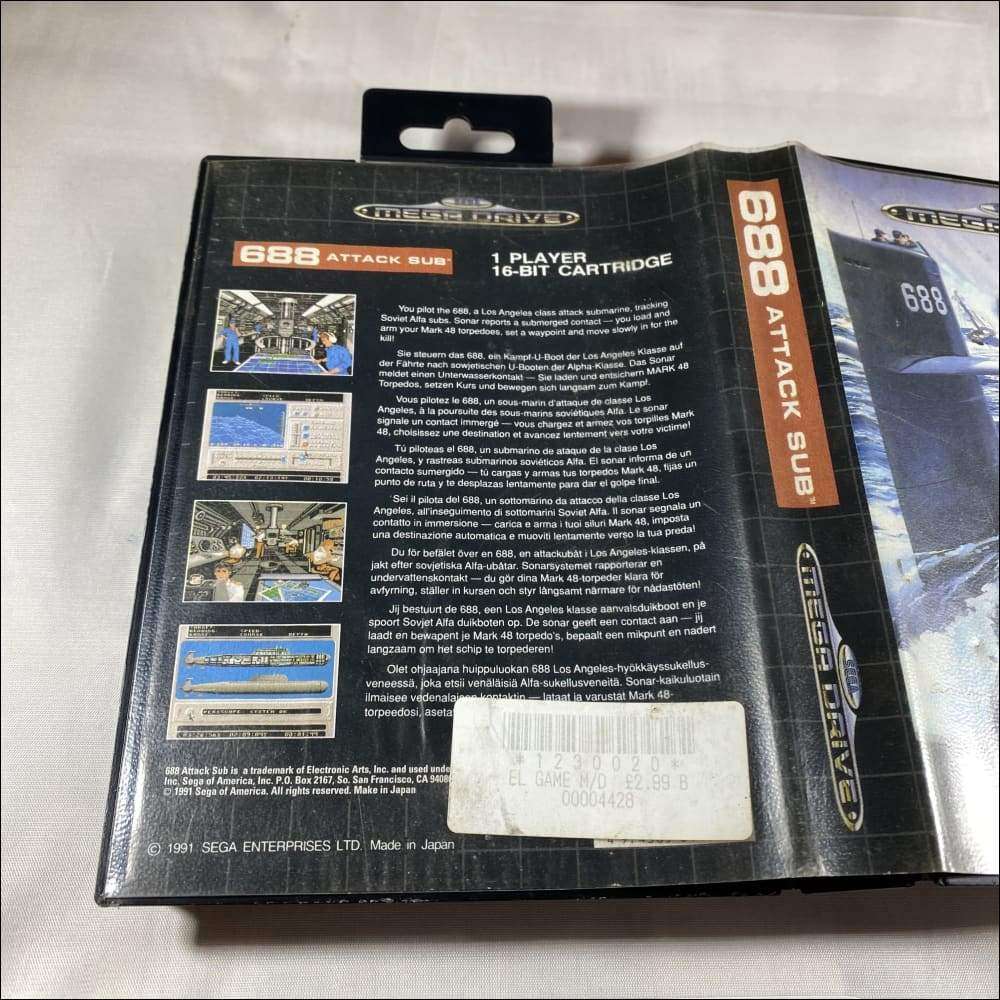 MEGA DRIVE
688 ATTACK SUB™
1 PLAYER
16-BIT CARTRIDGE
You pilot the 688, a Los Angeles class attack submarine, tracking
Soviet Alfa subs. Sonar reports a submerged contact — you load and
arm your Mark 48 torpedoes, set a waypoint and move slowly in for the
kill!
Sie steuern das 688, ein Kampf-U-Boot der Los Angeles Klasse auf
der Fährte nach sowjetischen U-Booten der Alpha-Klasse. Das Sonar
meldet einen Unterwasserkontakt — Sie laden und entsichern MARK 48
Torpedos, setzen Kurs und bewegen sich langsam zum Kampf.
Vous pilotez le 688, un sous-marin d'attaque de classe Los
Angeles, à la poursuite des sous-marins soviétiques Alfa. Le sonar
signale un contact immergé — vous chargez et armez vos torpilles Mark
48, choisissez une destination et avancez lentement vers votre victime!
Tú piloteas el 688, un submarino de ataque de la clase Los
Angeles, y rastreas submarinos soviéticos Alfa. El sonar informa de un
contacto sumergido — tú cargas y armas tus torpedos Mark 48, fijas un
punto de ruta y te desplazas lentamente para dar el golpe final.
Sei il pilota del 688, un sottomarino da attacco della classe Los
Angeles, all'inseguimento di sottomarini Soviet Alfa. Il sonar segnala un
contatto in immersione — carica e arma i tuoi siluri Mark 48, imposta
una destinazione automatica e muoviti lentamente verso la tua preda!
Du för befälet över en 688, en attackubåt i Los Angeles-klassen, på
jakt efter sovjetiska Alfa-ubåtar. Sonarsystemet rapporterar en
undervattenskontakt — du gör dina Mark 48-torpeder klara för
avfyrning, ställer in kursen och styr långsamt närmare för nådastöten!
Jij bestuurt de 688, een Los Angeles klasse aanvalsduikboot en je
spoort Sovjet Alfa duikboten op. De sonar geeft een contact aan — jij
laadt en bewapent je Mark 48 torpedo's, bepaalt een mikpunt en nadert
langzaam om het schip te torpederen!
Olet ohjaajana huippuluokan 688 Los Angeles-hyökkäyssukellus-
veneessä, joka etsii venäläisiä Alfa-sukellusveneitä. Sonar-kaikuluotain
ilmaisee vedenalaisen kontaktin — lataat ja varustat Mark 48-
torpeedosi, aseta
688 Attack Sub is a trademark of Electronic Arts, Inc. and used unde
Inc. Sega of America, Inc. P.O. Box 2167, So. San Francisco, CA 9408
© 1991 Sega of America. All rights reserved. Make in Japan
© 1991 SEGA ENTERPRISES LTD. Made in Japan
*1230020*
EL GAME M/D £2.99 B
00004428
688 ATTACK SUB™
SEGA
MEGA DRIVE
MEGA
688